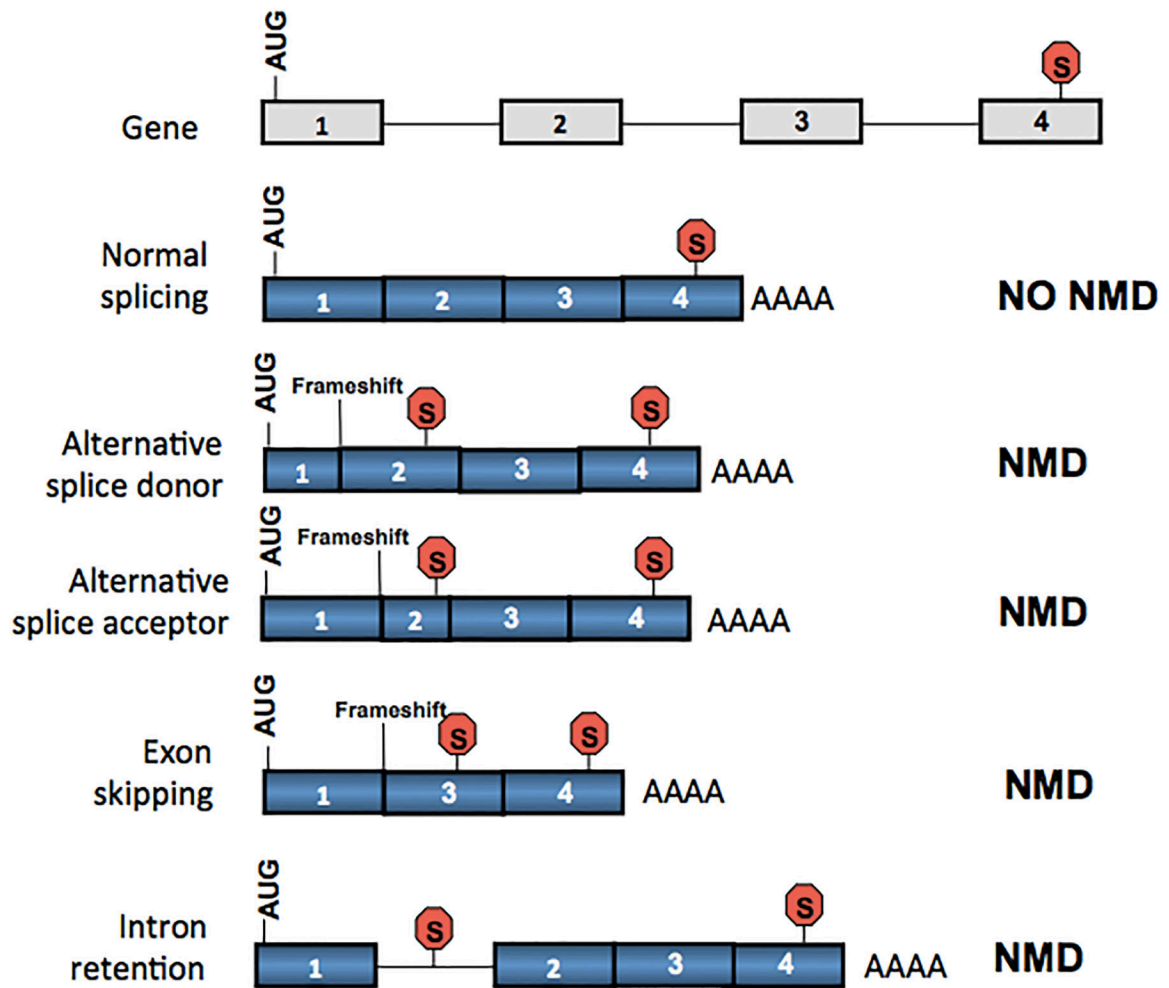 AUG
S
Gene
1 2 3 4
AUG
S
Normal
splicing
1 2 3 4 AAAA
NO NMD
AUG
Frameshift
S S
Alternative
splice donor
1 2 3 4 AAAA
NMD
AUG
Frameshift
S S
Alternative
splice acceptor
1 2 3 4 AAAA
NMD
AUG
Frameshift
S S
Exon
skipping
1 3 4 AAAA
NMD
AUG
S S
Intron
retention
1 2 3 4 AAAA
NMD